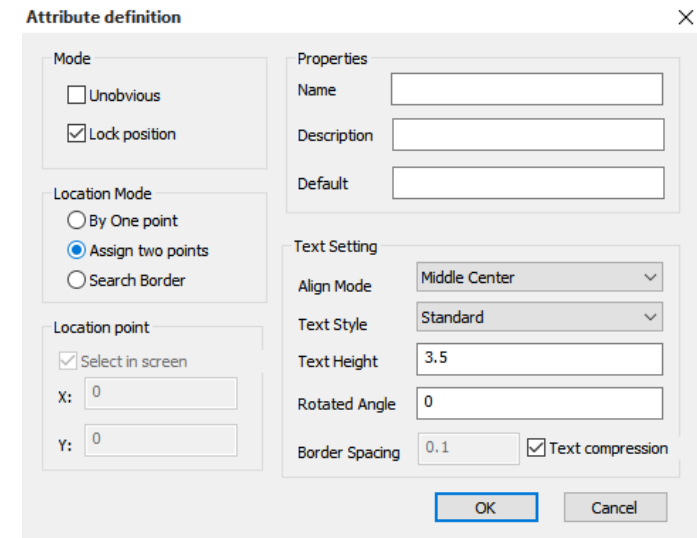 Attribute definition
Mode
Unobvious
Lock position
Location Mode
By One point
Assign two points
Search Border
Location point
Select in screen
X: 0
Y: 0
Properties
Name
Description
Default
Text Setting
Align Mode Middle Center
Text Style Standard
Text Height 3.5
Rotated Angle 0
Border Spacing 0.1 Text compression
OK Cancel